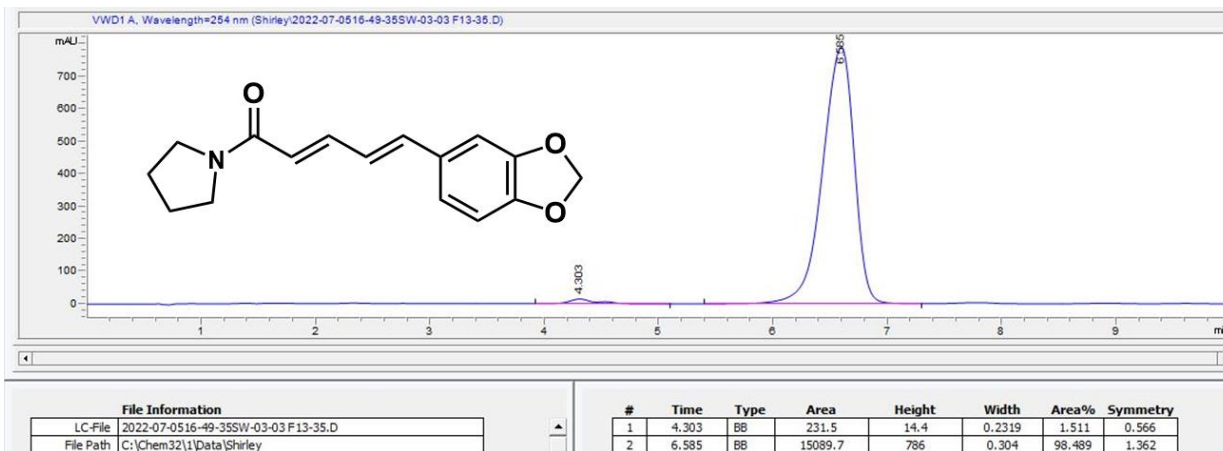 VWD1 A, Wavelength=254 nm (Shirley\2022-07-0516-49-35SW-03-03 F13-35.D)
mAU
700
600
500
400
300
200
100
0
O
N
O
O
4.303
6.585
1 2 3 4 5 6 7 8 9 mi
File Information
LC-File 2022-07-0516-49-35SW-03-03 F13-35.D
File Path C:\Chem32\1\Data\Shirley
# Time Type Area Height Width Area% Symmetry
1 4.303 BB 231.5 14.4 0.2319 1.511 0.566
2 6.585 BB 15089.7 786 0.304 98.489 1.362